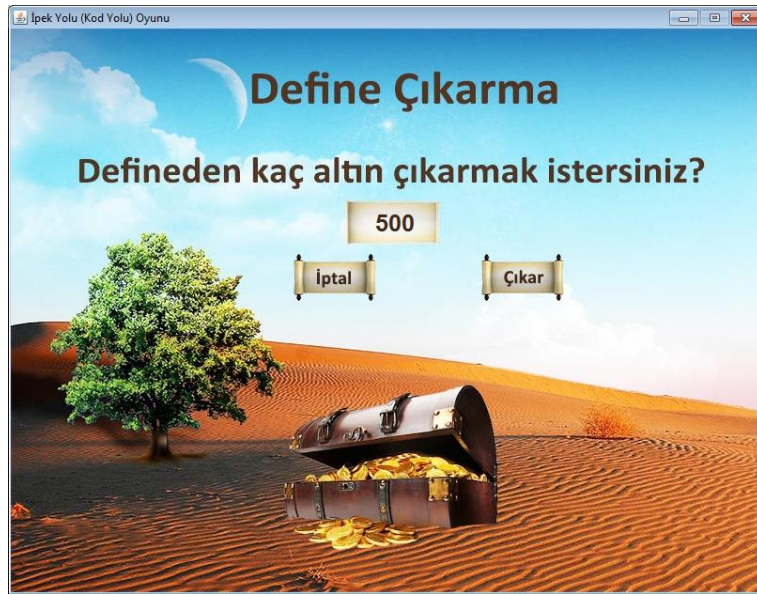 İpek Yolu (Kod Yolu) Oyunu
Define Çıkarma
Defineden kaç altın çıkarmak istersiniz?
500
İptal
Çıkar